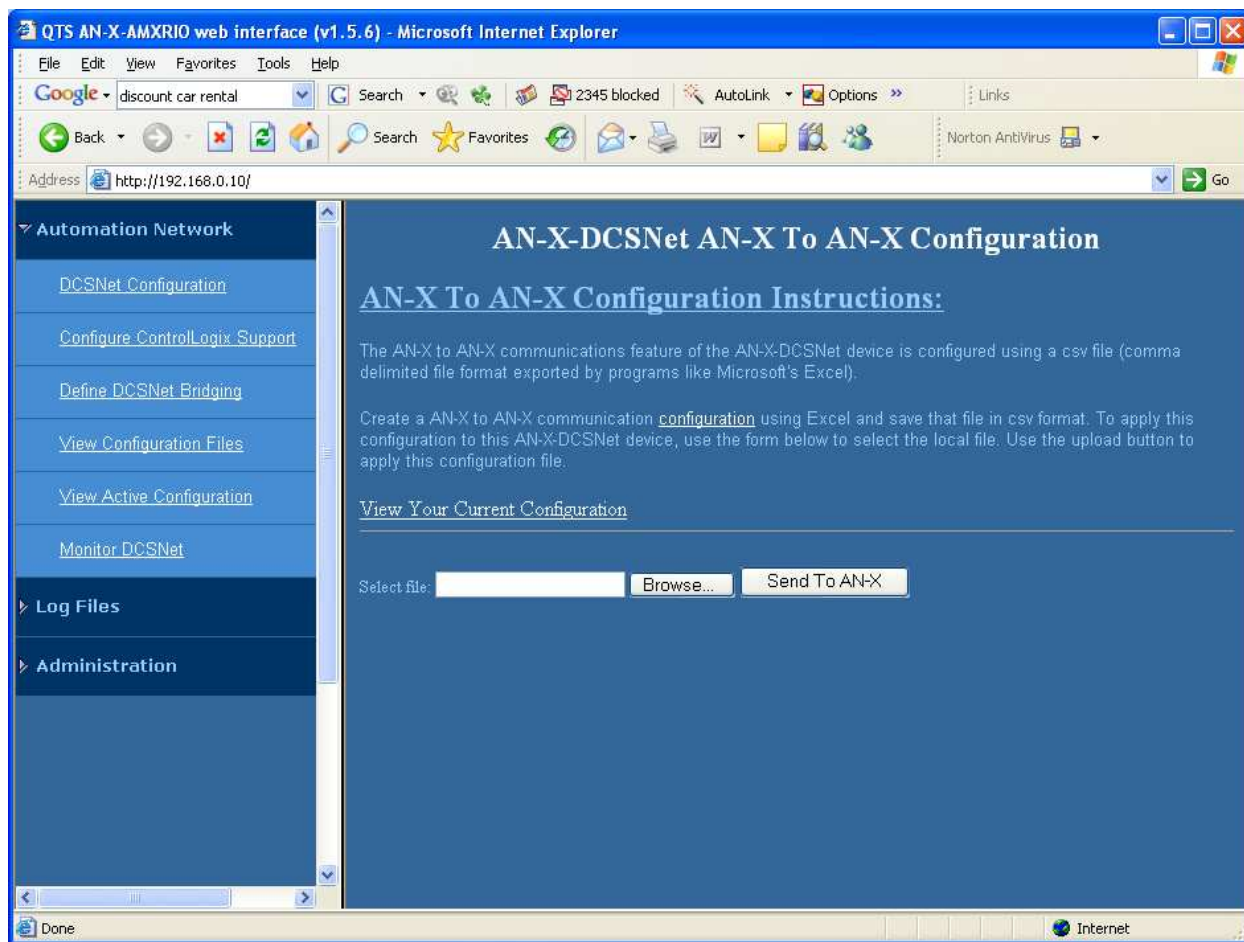 QTS AN-X-AMXRIO web interface (v1.5.6) - Microsoft Internet Explorer
File Edit View Favorites Tools Help
Google discount car rental Search 2345 blocked AutoLink Options » Links
Back Search Favorites Norton AntiVirus
Address http://192.168.0.10/ Go
Automation Network
DCSNet Configuration
Configure ControlLogix Support
Define DCSNet Bridging
View Configuration Files
View Active Configuration
Monitor DCSNet
Log Files
Administration
AN-X-DCSNet AN-X To AN-X Configuration
AN-X To AN-X Configuration Instructions:
The AN-X to AN-X communications feature of the AN-X-DCSNet device is configured using a csv file (comma
delimited file format exported by programs like Microsoft's Excel).
Create a AN-X to AN-X communication configuration using Excel and save that file in csv format. To apply this
configuration to this AN-X-DCSNet device, use the form below to select the local file. Use the upload button to
apply this configuration file.
View Your Current Configuration
Select file: Browse... Send To AN-X
Done Internet